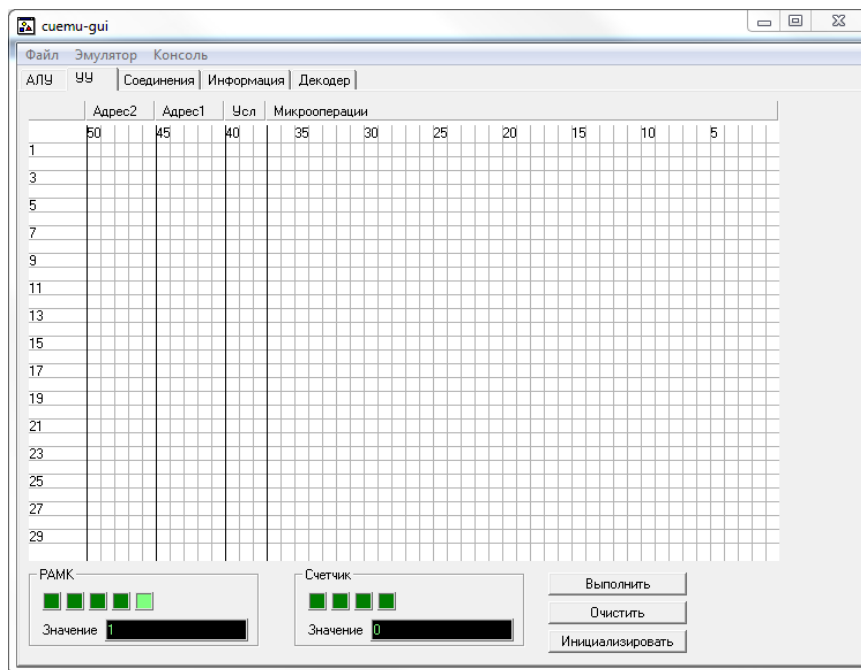 cuemu-gui
Файл Эмулятор Консоль
АЛУ УУ Соединения Информация Декодер
Адрес2 Адрес1 Усл Микрооперации
50 45 40 35 30 25 20 15 10 5
1
3
5
7
9
11
13
15
17
19
21
23
25
27
29
РАМК Счетчик
Выполнить
Очистить
Значение 1 Значение 0
Инициализировать